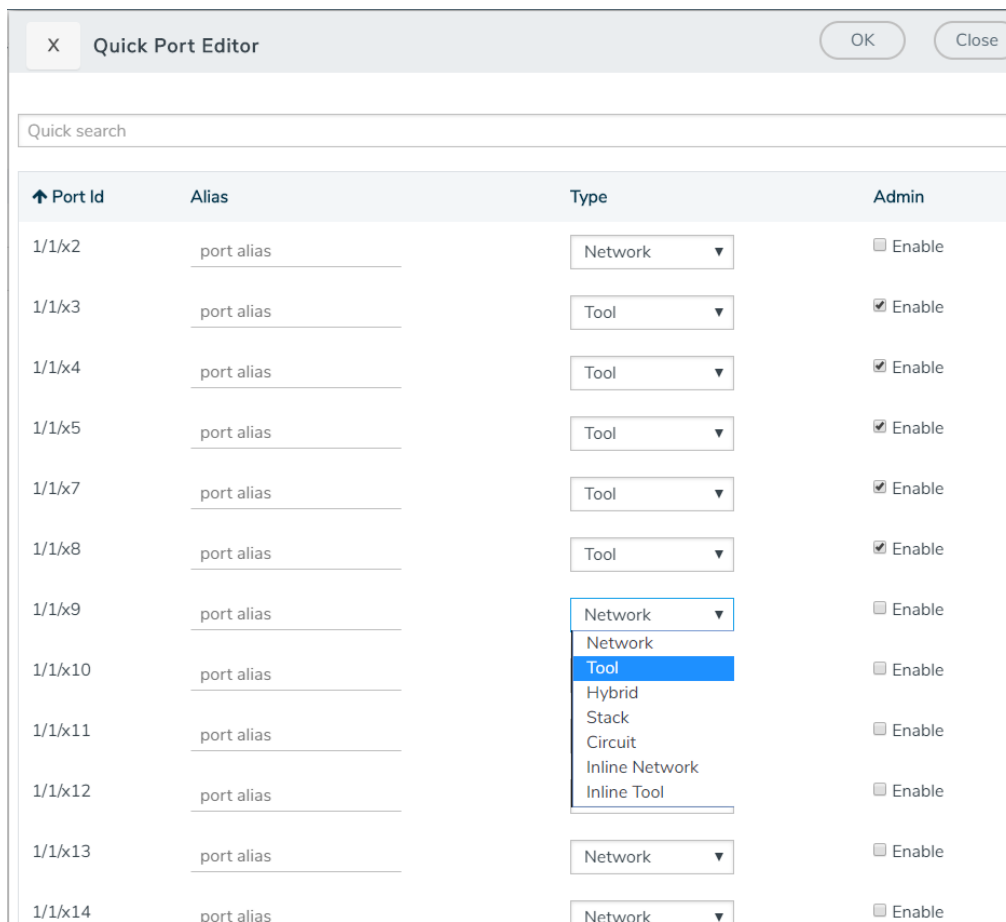 X Quick Port Editor OK Close
Quick search
Port Id Alias Type Admin
1/1/x2 port alias Network Enable
1/1/x3 port alias Tool Enable
1/1/x4 port alias Tool Enable
1/1/x5 port alias Tool Enable
1/1/x7 port alias Tool Enable
1/1/x8 port alias Tool Enable
1/1/x9 port alias Network Enable
Network
1/1/x10 port alias Tool Enable
Hybrid
1/1/x11 port alias Stack Enable
Circuit
Inline Network
1/1/x12 port alias Inline Tool Enable
1/1/x13 port alias Network Enable
1/1/x14 port alias Network Enable